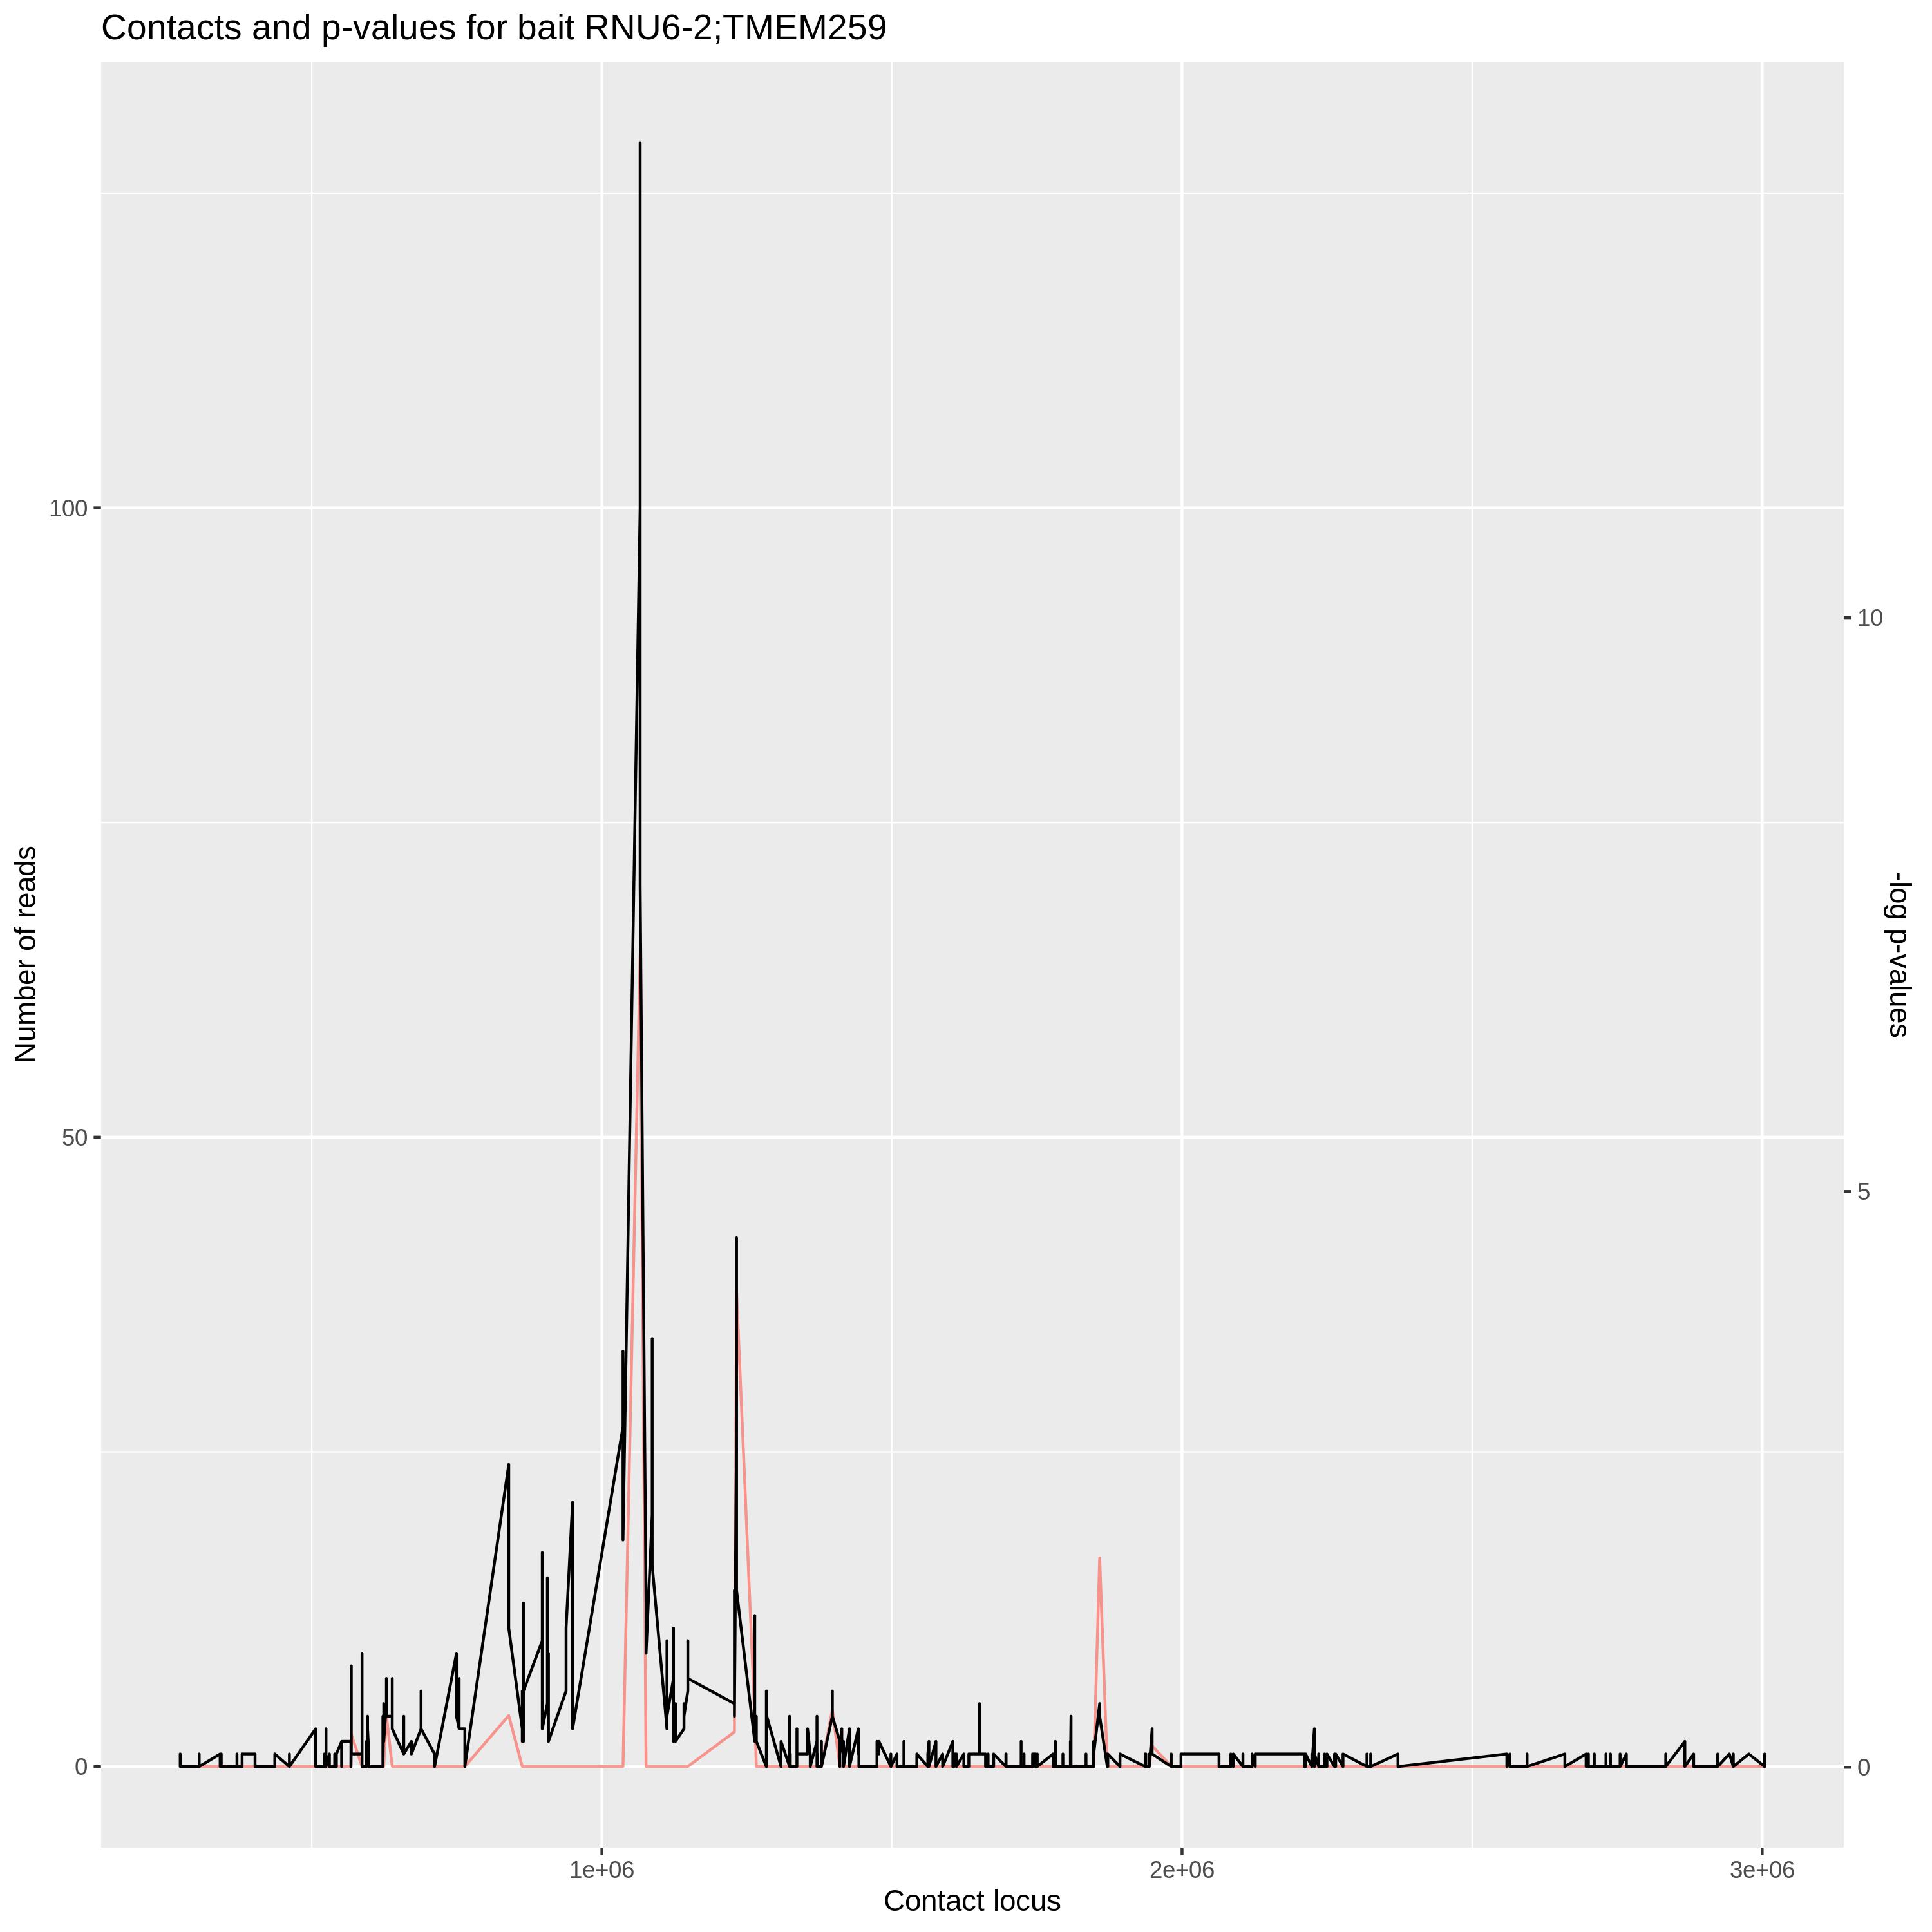 Contacts and p-values for bait RNU6-2;TMEM259
Number of reads
100
50
0
10
5
0
-log p-values
1e+06
2e+06
3e+06
Contact locus